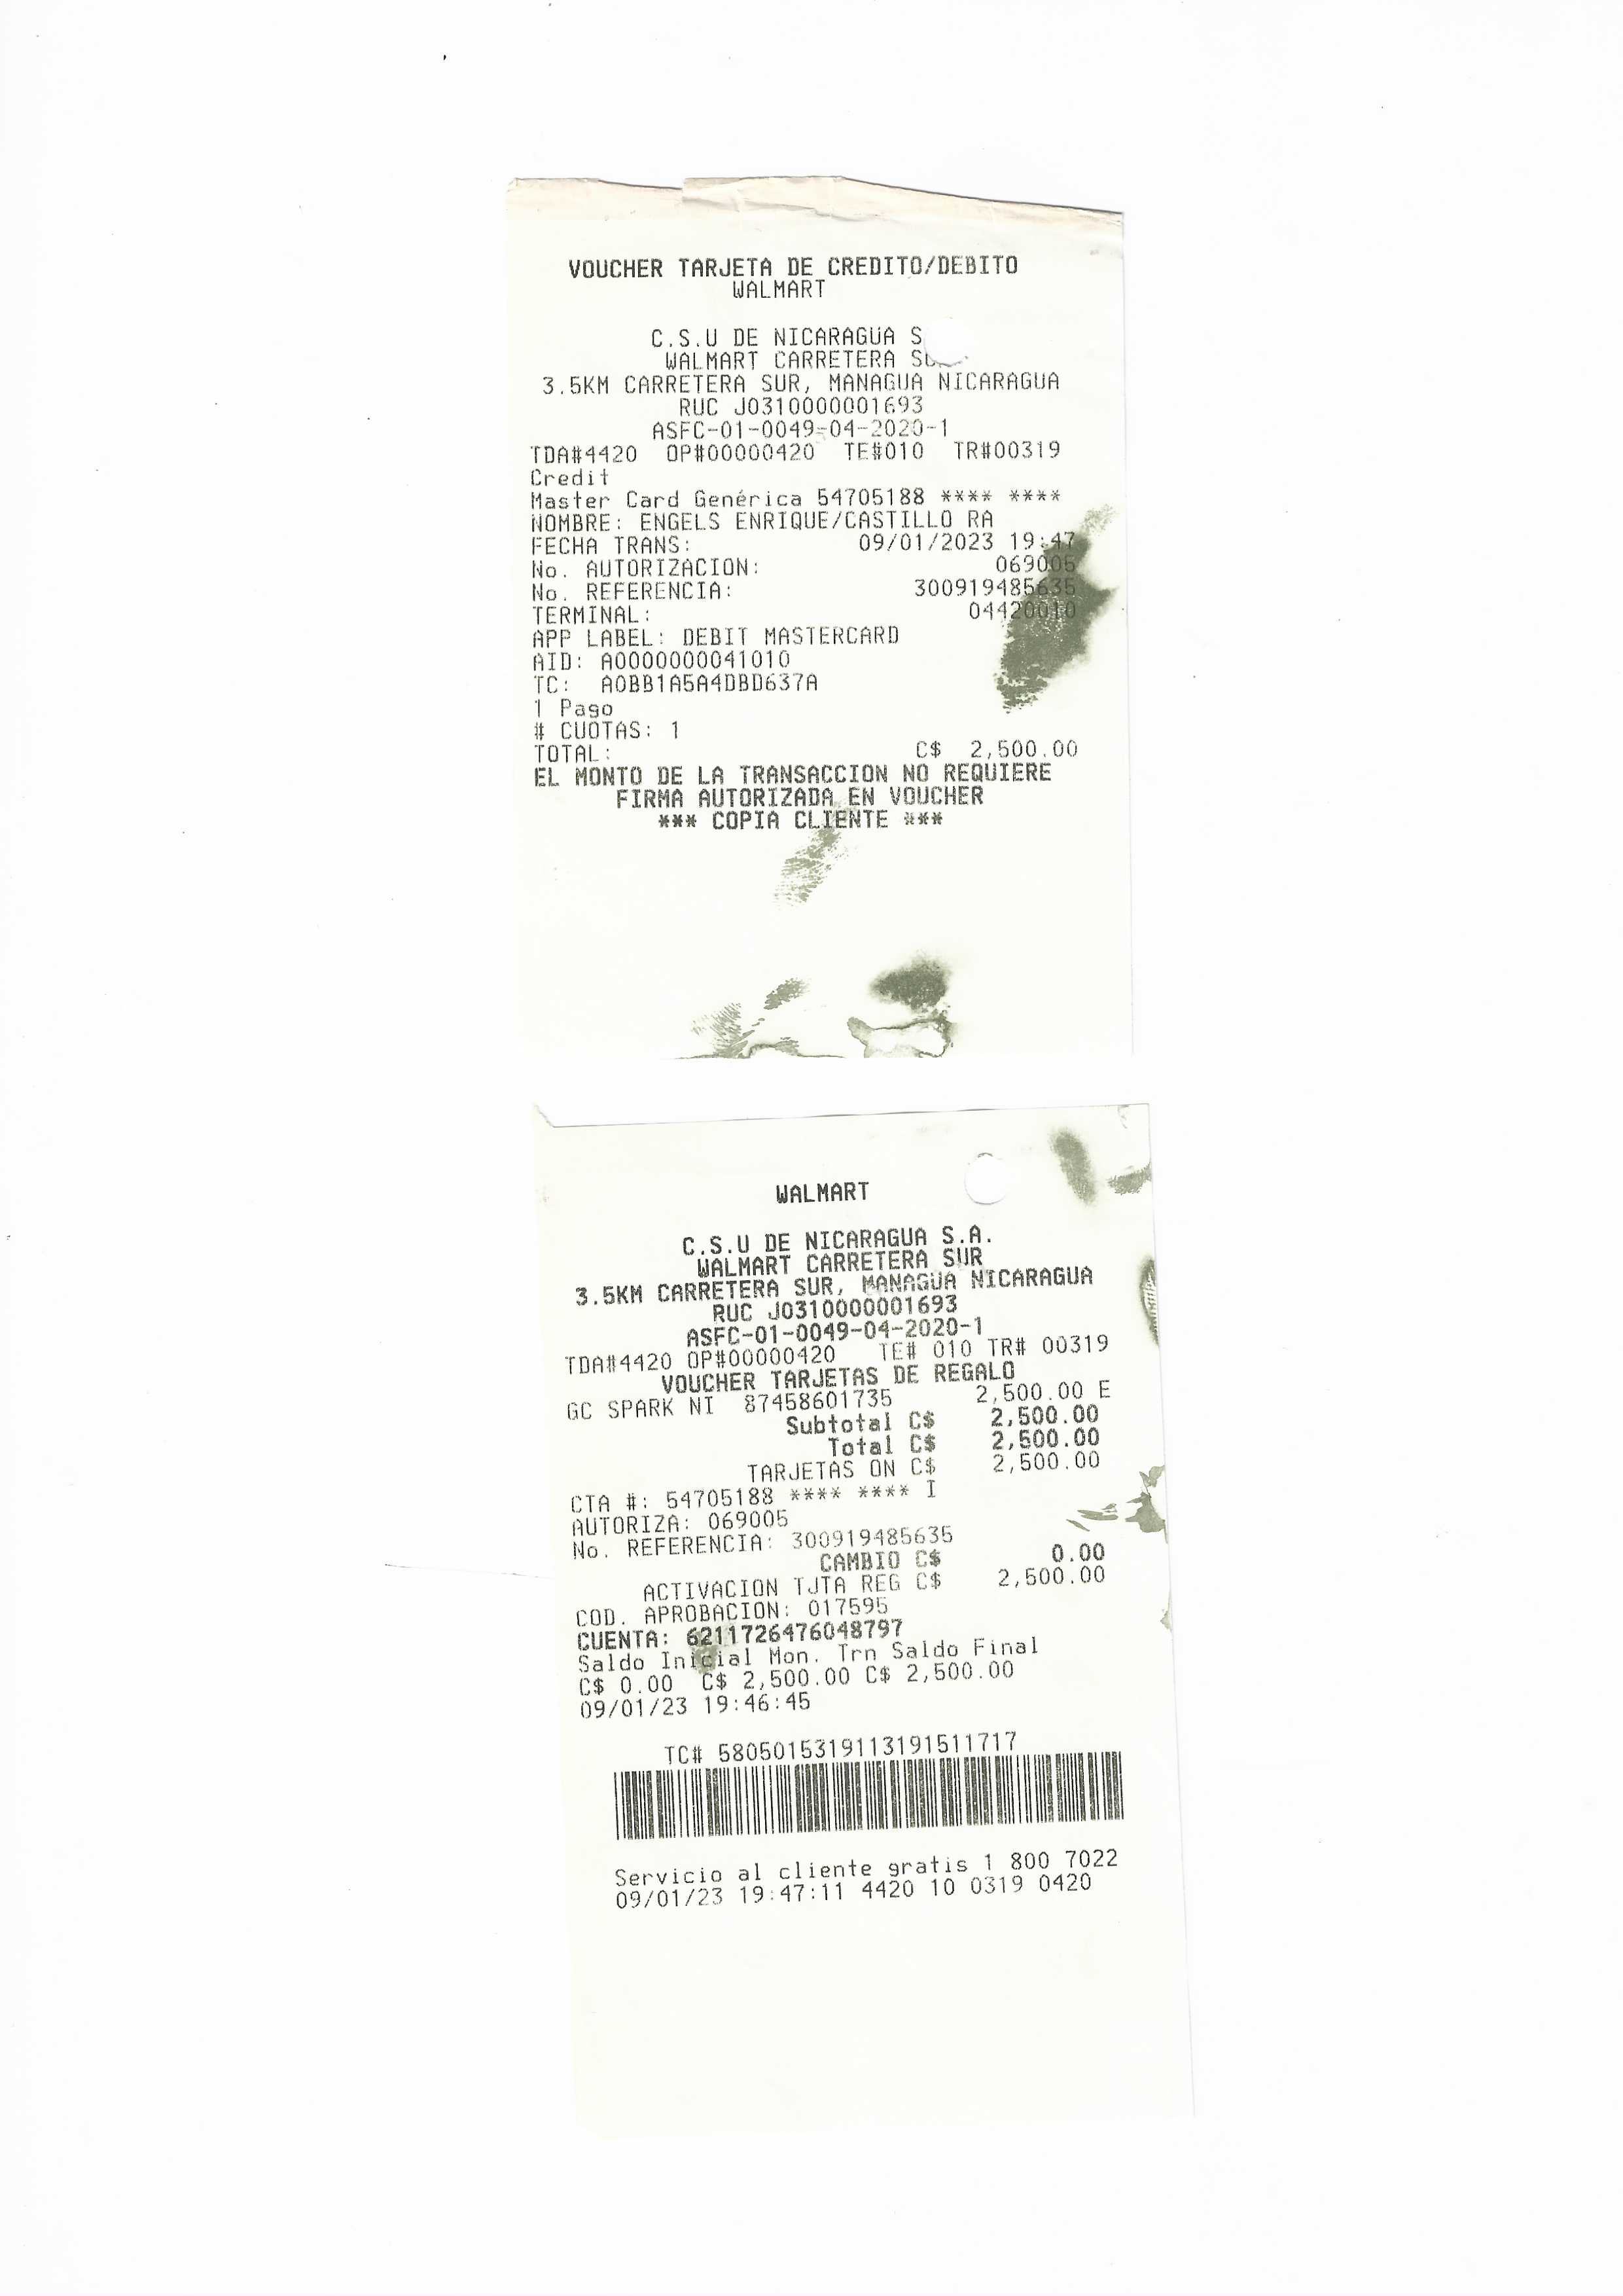 VOUCHER TARJETA DE CREDITO/DEBITO
WALMART
C.S.U DE NICARAGUA S
WALMART CARRETERA
3.5KM CARRETERA SUR, MANAGUA NICARAGUA
RUC J0310000001693
ASFC-01-0049-04-2020-1
TDA#4420 OP#00000420 TE#010 TR#00319
Credit
Master Card Genérica 54705188 **** ****
NOMBRE: ENGELS ENRIQUE/CASTILLO RA
FECHA TRANS: 09/01/2023 19:47
No. AUTORIZACION: 069005
No. REFERENCIA: 300919485635
TERMINAL: 04420010
APP LABEL: DEBIT MASTERCARD
AID: A0000000041010
TC: A0BB1A5A4DBD637A
1 Pago
# CUOTAS: 1
TOTAL: C$ 2,500.00
EL MONTO DE LA TRANSACCION NO REQUIERE
FIRMA AUTORIZADA EN VOUCHER
*** COPIA CLIENTE ***
WALMART
C.S.U DE NICARAGUA S.A.
WALMART CARRETERA SUR
3.5KM CARRETERA SUR, MANAGUA NICARAGUA
RUC J0310000001693
ASFC-01-0049-04-2020-1
TDA#4420 OP#00000420 TE# 010 TR# 00319
VOUCHER TARJETAS DE REGALO
GC SPARK NI 87458601735 2,500.00 E
Subtotal C$ 2,500.00
Total C$ 2,500.00
TARJETAS ON C$ 2,500.00
CTA #: 54705188 **** **** I
AUTORIZA: 069005
No. REFERENCIA: 300919485635
CAMBIO C$ 0.00
ACTIVACION TJTA REG C$ 2,500.00
COD. APROBACION: 017595
CUENTA: 6211726476048797
Saldo Inicial Mon. Trn Saldo Final
C$ 0.00 C$ 2,500.00 C$ 2,500.00
09/01/23 19:46:45
TC# 5805015319113191511717
Servicio al cliente gratis 1 800 7022
09/01/23 19:47:11 4420 10 0319 0420